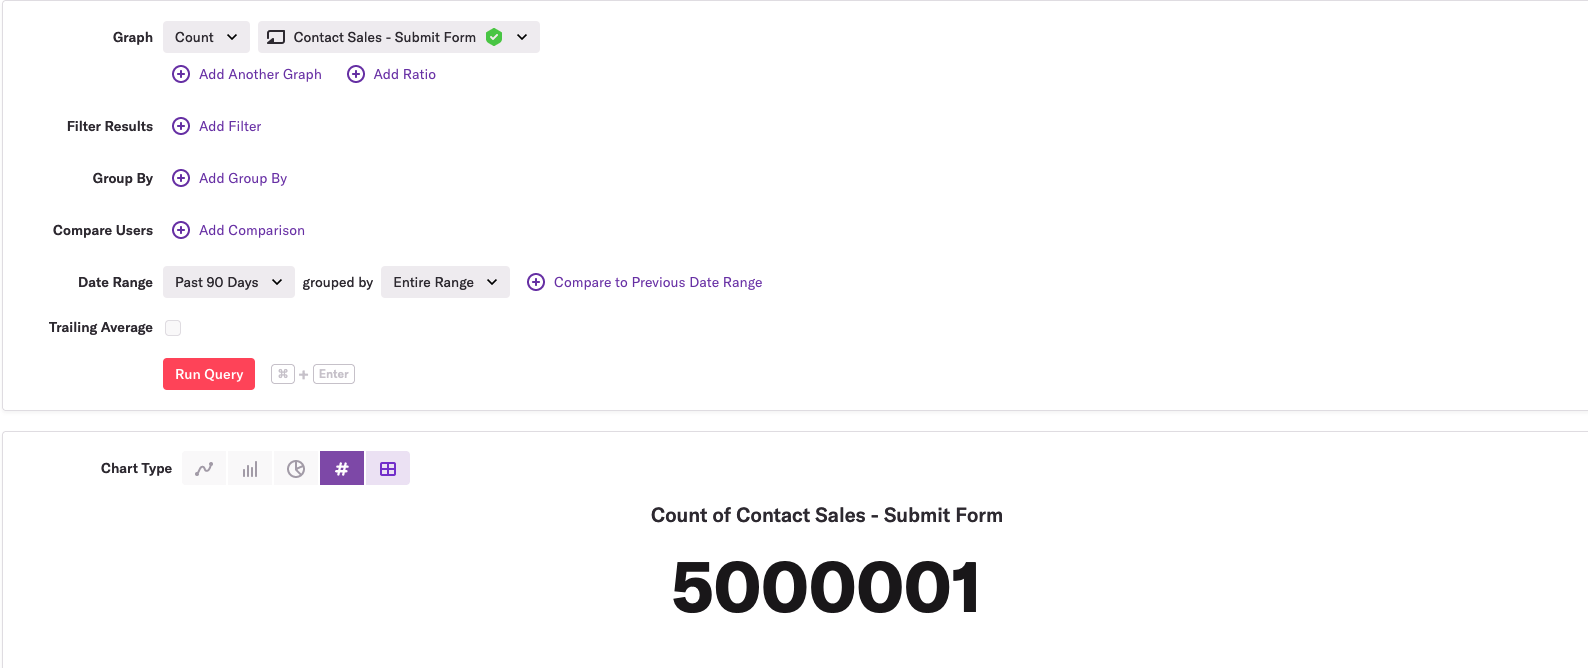 Graph Count Contact Sales - Submit Form
Add Another Graph Add Ratio
Filter Results Add Filter
Group By Add Group By
Compare Users Add Comparison
Date Range Past 90 Days grouped by Entire Range Compare to Previous Date Range
Trailing Average
Run Query ⌘ + Enter
Chart Type #
Count of Contact Sales - Submit Form
5000001